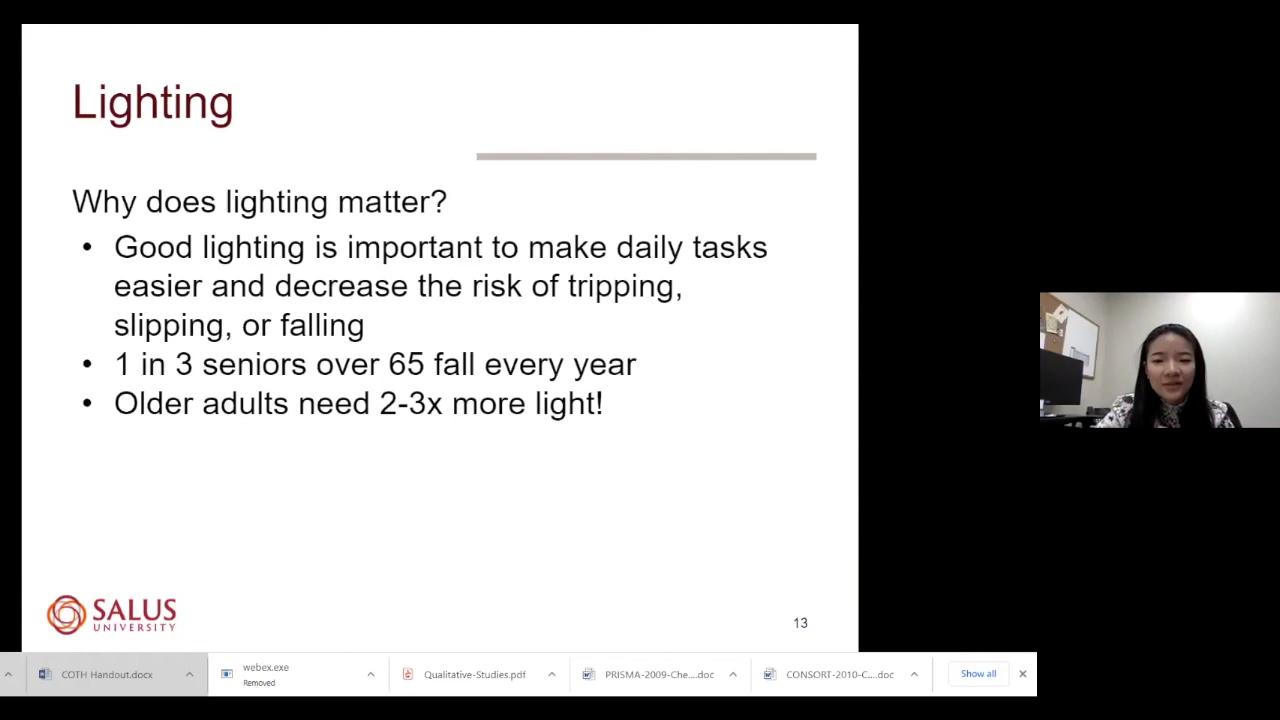 Lighting
Why does lighting matter?
• Good lighting is important to make daily tasks
easier and decrease the risk of tripping,
slipping, or falling
• 1 in 3 seniors over 65 fall every year
• Older adults need 2-3x more light!
SALUS
UNIVERSITY
13
COTH Handout.docx
webex.exe
Removed
Qualitative-Studies.pdf
PRISMA-2009-Che....doc
CONSORT-2010-C....doc
Show all